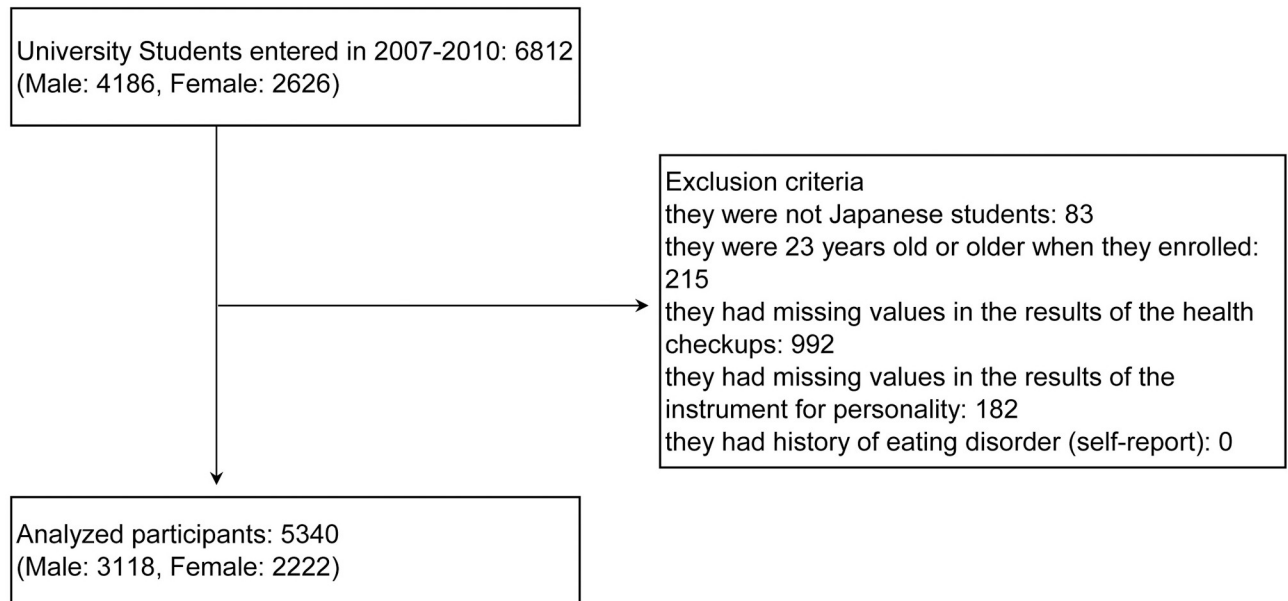 University Students entered in 2007-2010: 6812
(Male: 4186, Female: 2626)
Exclusion criteria
they were not Japanese students: 83
they were 23 years old or older when they enrolled:
215
they had missing values in the results of the health
checkups: 992
they had missing values in the results of the
instrument for personality: 182
they had history of eating disorder (self-report): 0
Analyzed participants: 5340
(Male: 3118, Female: 2222)